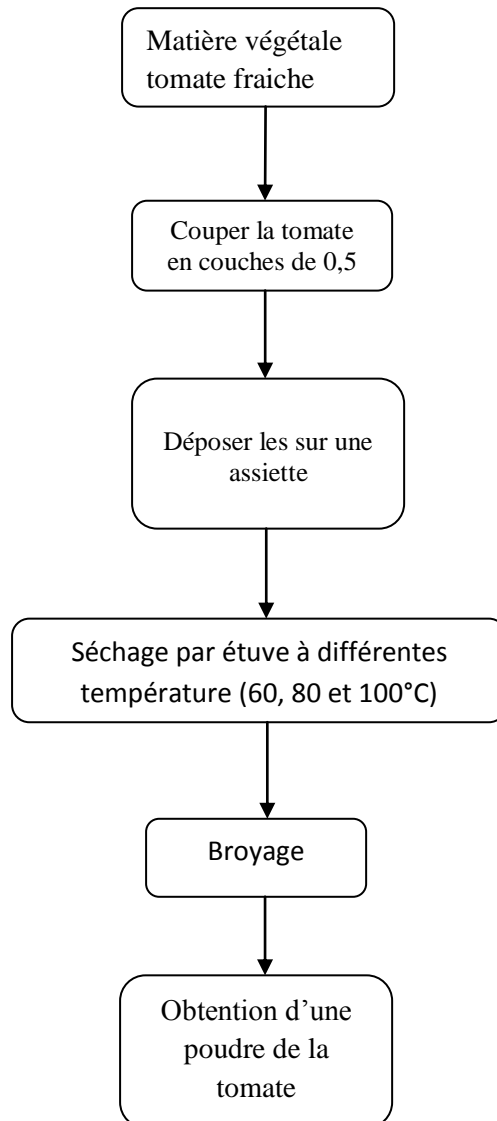 Matière végétale
tomate fraiche
Couper la tomate
en couches de 0,5
Déposer les sur une
assiette
Séchage par étuve à différentes
température (60, 80 et 100°C)
Broyage
Obtention d’une
poudre de la
tomate